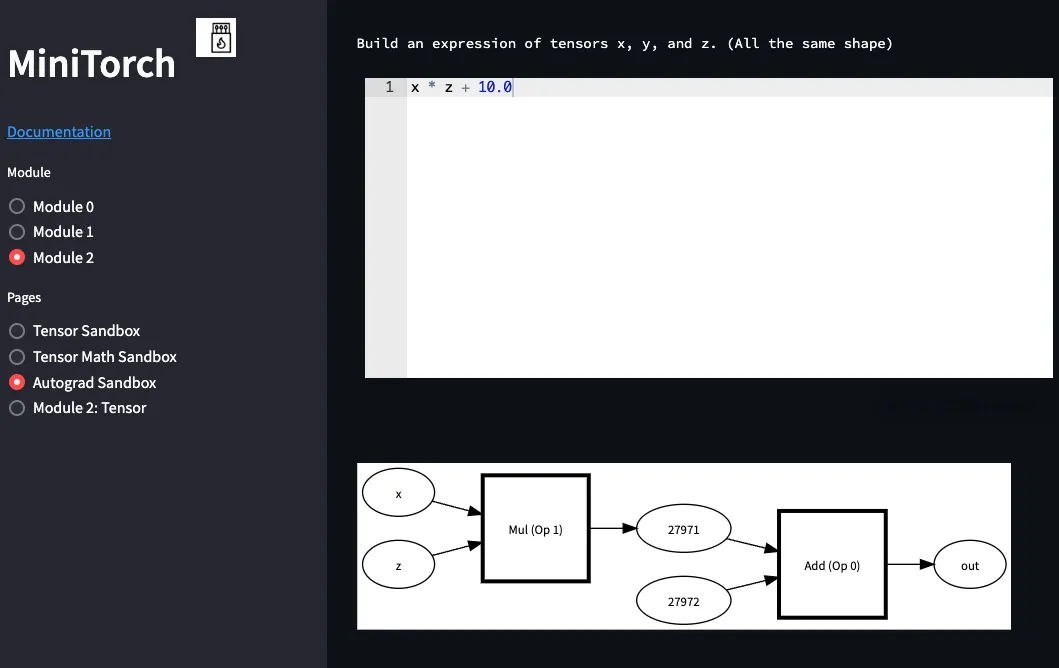 MiniTorch
Documentation
Module
Module 0
Module 1
Module 2
Pages
Tensor Sandbox
Tensor Math Sandbox
Autograd Sandbox
Module 2: Tensor
Build an expression of tensors x, y, and z. (All the same shape)
1 x * z + 10.0
x
z
Mul (Op 1)
27971
27972
Add (Op 0)
out